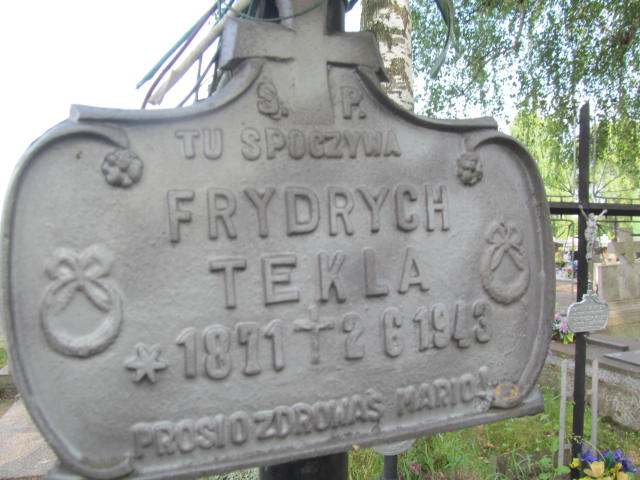 Ś. P.
TU SPOCZYWA
FRYDRYCH
TEKLA
*1871 † 2 6 1943
PROSI O ZDROWAŚ MARIO!